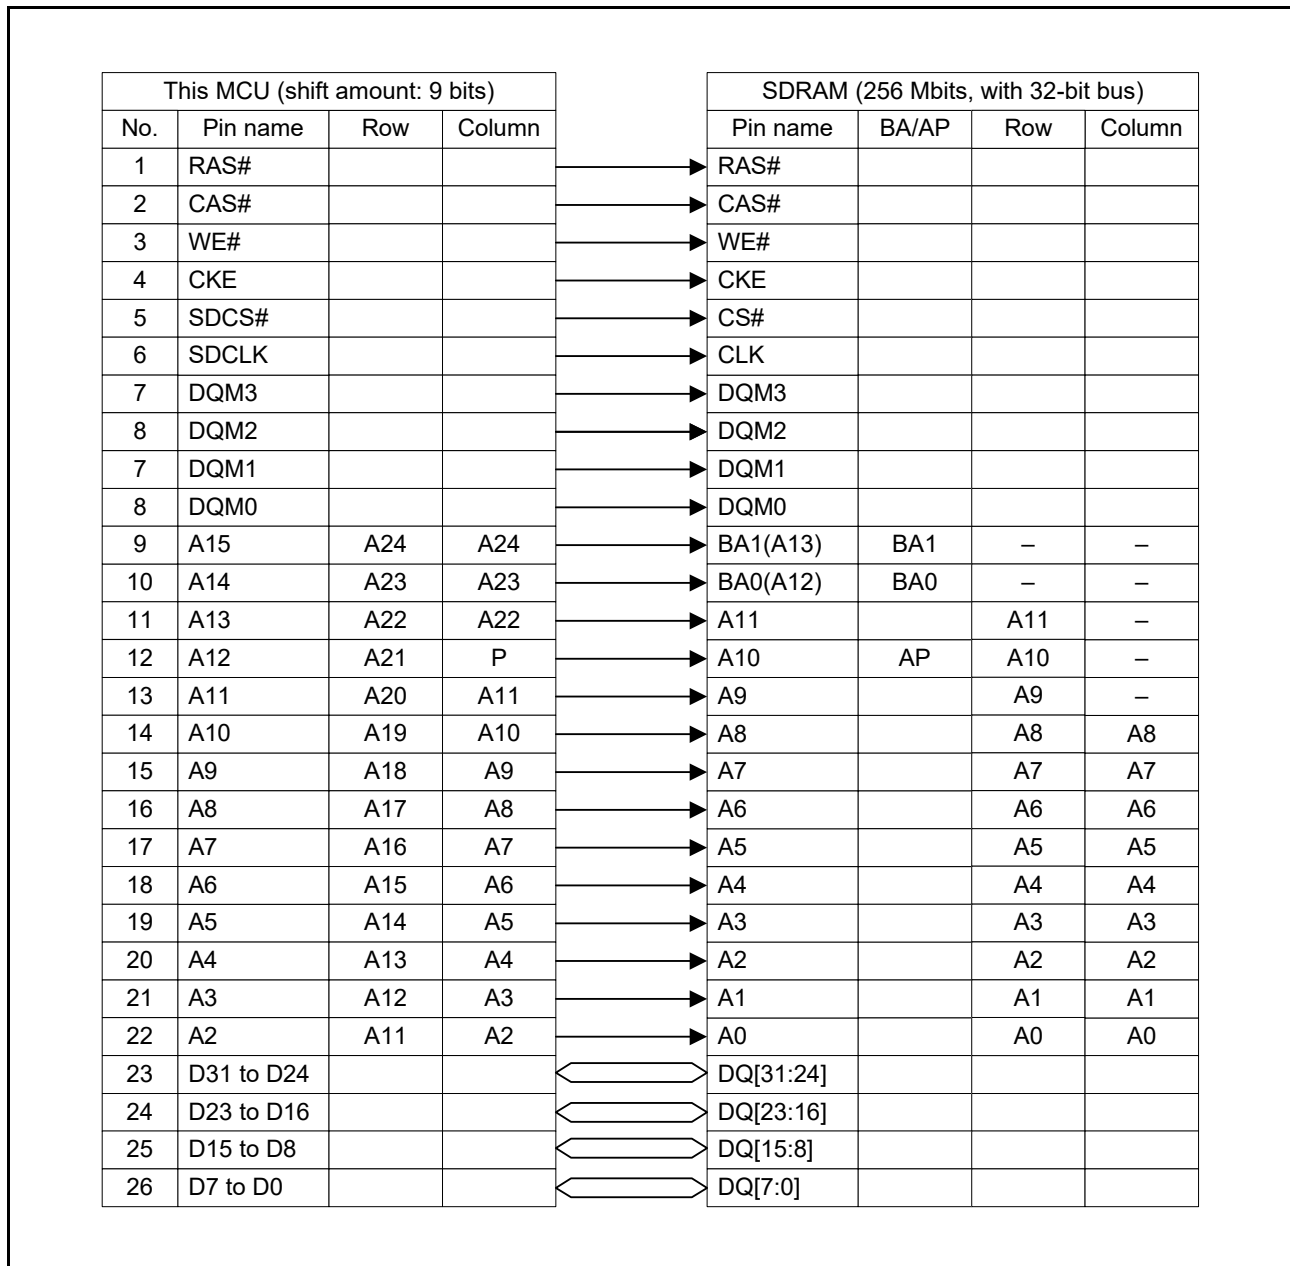 This MCU (shift amount: 9 bits) SDRAM (256 Mbits, with 32-bit bus)
No. Pin name Row Column Pin name BA/AP Row Column
1 RAS# RAS#
2 CAS# CAS#
3 WE# WE#
4 CKE CKE
5 SDCS# CS#
6 SDCLK CLK
7 DQM3 DQM3
8 DQM2 DQM2
7 DQM1 DQM1
8 DQM0 DQM0
9 A15 A24 A24 BA1(A13) BA1 – –
10 A14 A23 A23 BA0(A12) BA0 – –
11 A13 A22 A22 A11 A11 –
12 A12 A21 P A10 AP A10 –
13 A11 A20 A11 A9 A9 –
14 A10 A19 A10 A8 A8 A8
15 A9 A18 A9 A7 A7 A7
16 A8 A17 A8 A6 A6 A6
17 A7 A16 A7 A5 A5 A5
18 A6 A15 A6 A4 A4 A4
19 A5 A14 A5 A3 A3 A3
20 A4 A13 A4 A2 A2 A2
21 A3 A12 A3 A1 A1 A1
22 A2 A11 A2 A0 A0 A0
23 D31 to D24 DQ[31:24]
24 D23 to D16 DQ[23:16]
25 D15 to D8 DQ[15:8]
26 D7 to D0 DQ[7:0]